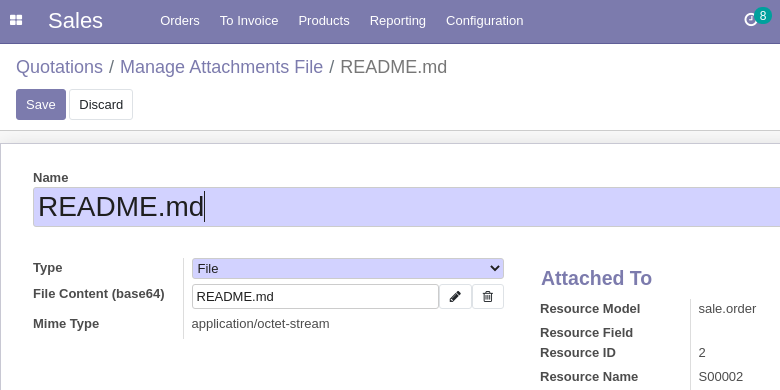 Sales Orders To Invoice Products Reporting Configuration 8
Quotations / Manage Attachments File / README.md
Save Discard
Name
README.md
Type File
File Content (base64) README.md
Mime Type application/octet-stream
Attached To
Resource Model sale.order
Resource Field
Resource ID 2
Resource Name S00002